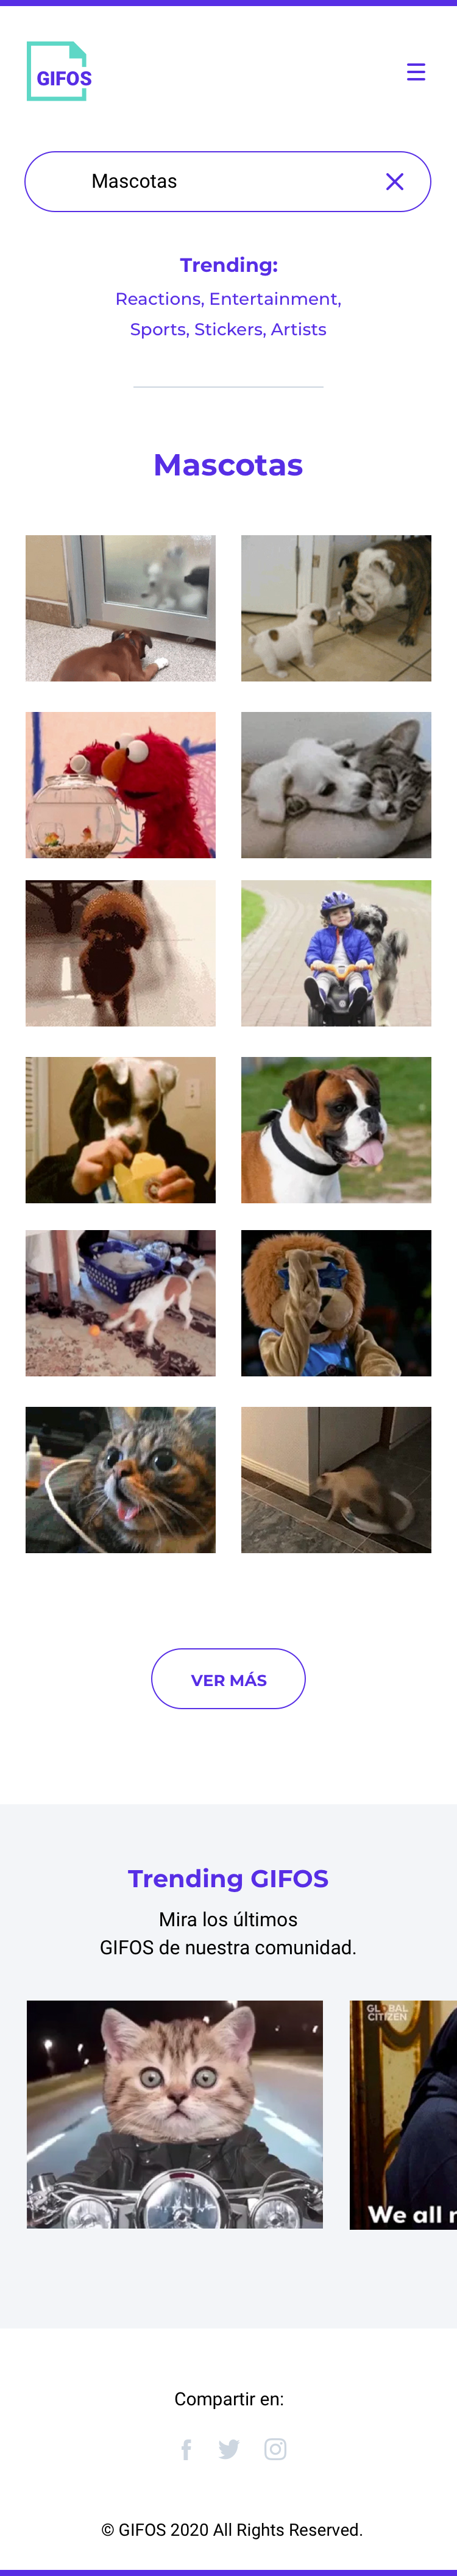 GIFOS
Mascotas
Trending:
Reactions, Entertainment,
Sports, Stickers, Artists
Mascotas
VER MÁS
Trending GIFOS
Mira los últimos
GIFOS de nuestra comunidad.
GLOBAL
CITIZEN
We all
Compartir en:
© GIFOS 2020 All Rights Reserved.